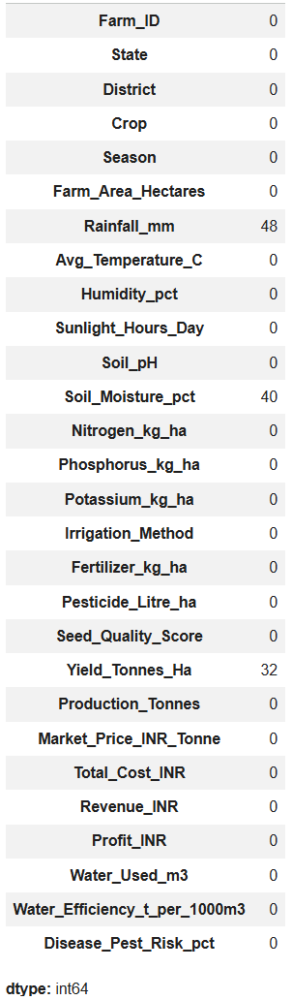 Farm_ID 0
State 0
District 0
Crop 0
Season 0
Farm_Area_Hectares 0
Rainfall_mm 48
Avg_Temperature_C 0
Humidity_pct 0
Sunlight_Hours_Day 0
Soil_pH 0
Soil_Moisture_pct 40
Nitrogen_kg_ha 0
Phosphorus_kg_ha 0
Potassium_kg_ha 0
Irrigation_Method 0
Fertilizer_kg_ha 0
Pesticide_Litre_ha 0
Seed_Quality_Score 0
Yield_Tonnes_Ha 32
Production_Tonnes 0
Market_Price_INR_Tonne 0
Total_Cost_INR 0
Revenue_INR 0
Profit_INR 0
Water_Used_m3 0
Water_Efficiency_t_per_1000m3 0
Disease_Pest_Risk_pct 0
dtype: int64